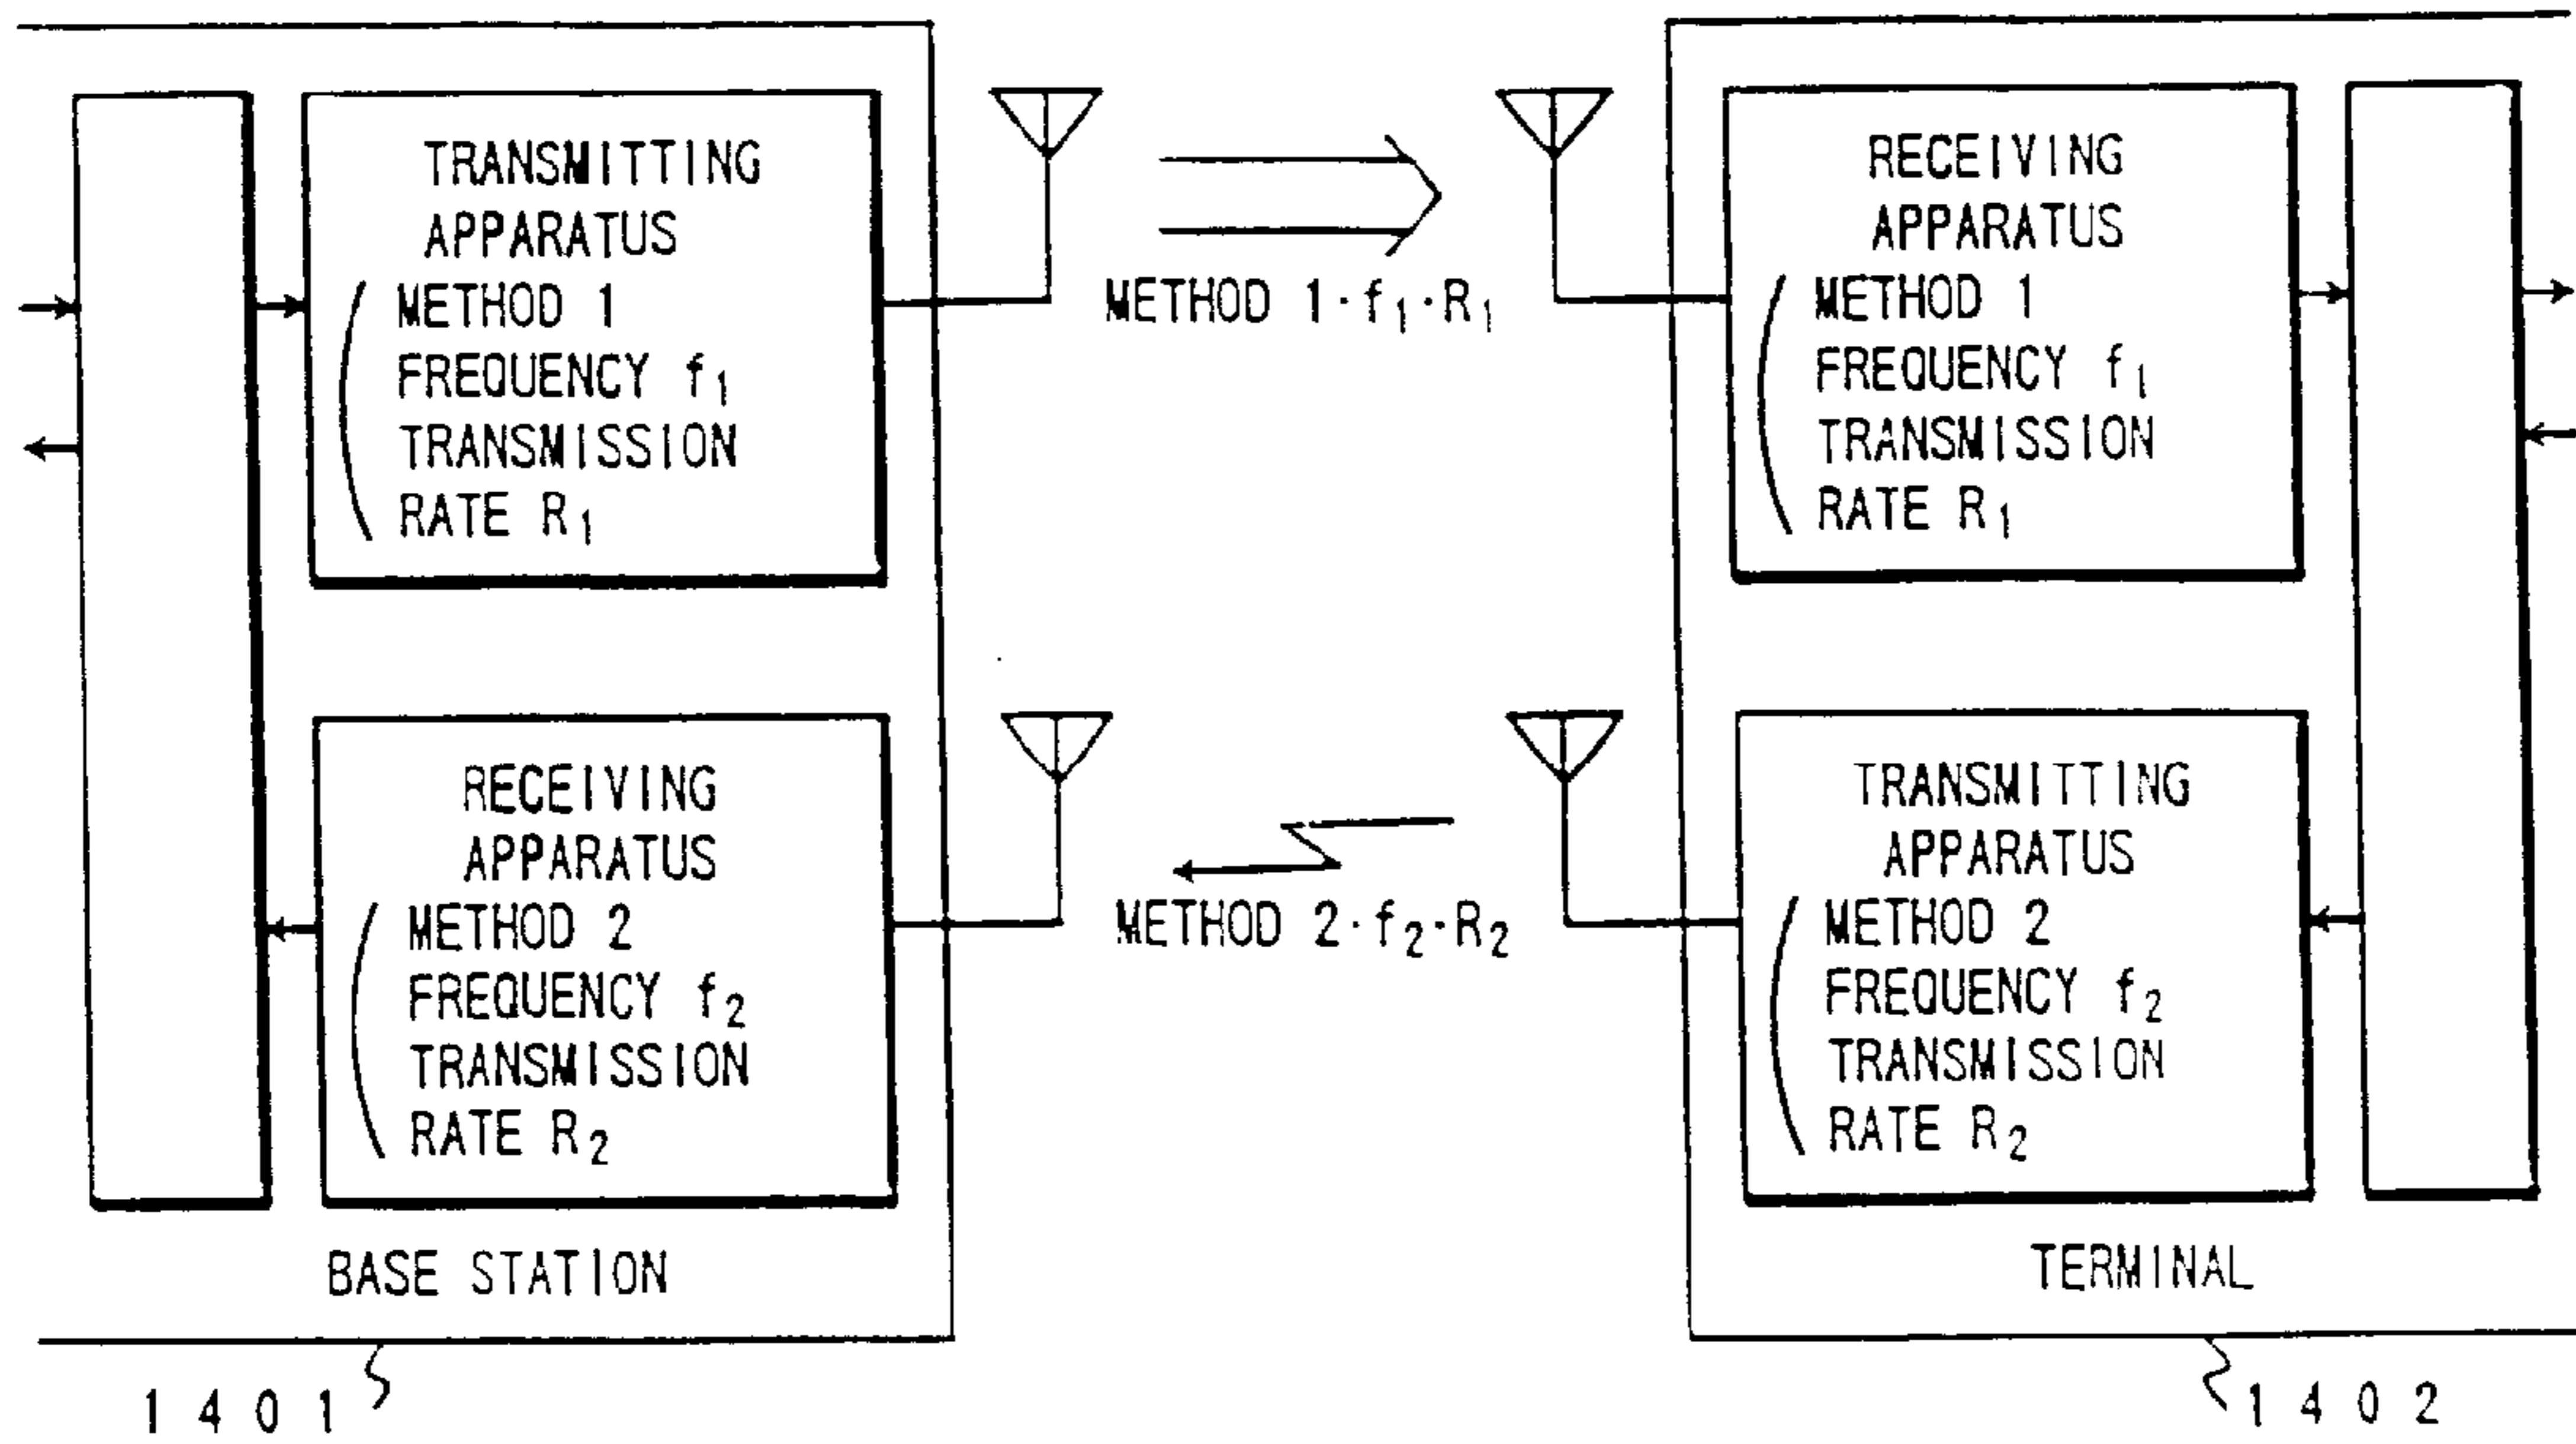 TRANSMITTING
APPARATUS
METHOD 1
FREQUENCY f₁
TRANSMISSION
RATE R₁
METHOD 1·f₁·R₁
RECEIVING
APPARATUS
METHOD 1
FREQUENCY f₁
TRANSMISSION
RATE R₁
RECEIVING
APPARATUS
METHOD 2
FREQUENCY f₂
TRANSMISSION
RATE R₂
METHOD 2·f₂·R₂
TRANSMITTING
APPARATUS
METHOD 2
FREQUENCY f₂
TRANSMISSION
RATE R₂
BASE STATION
TERMINAL
1401
1402